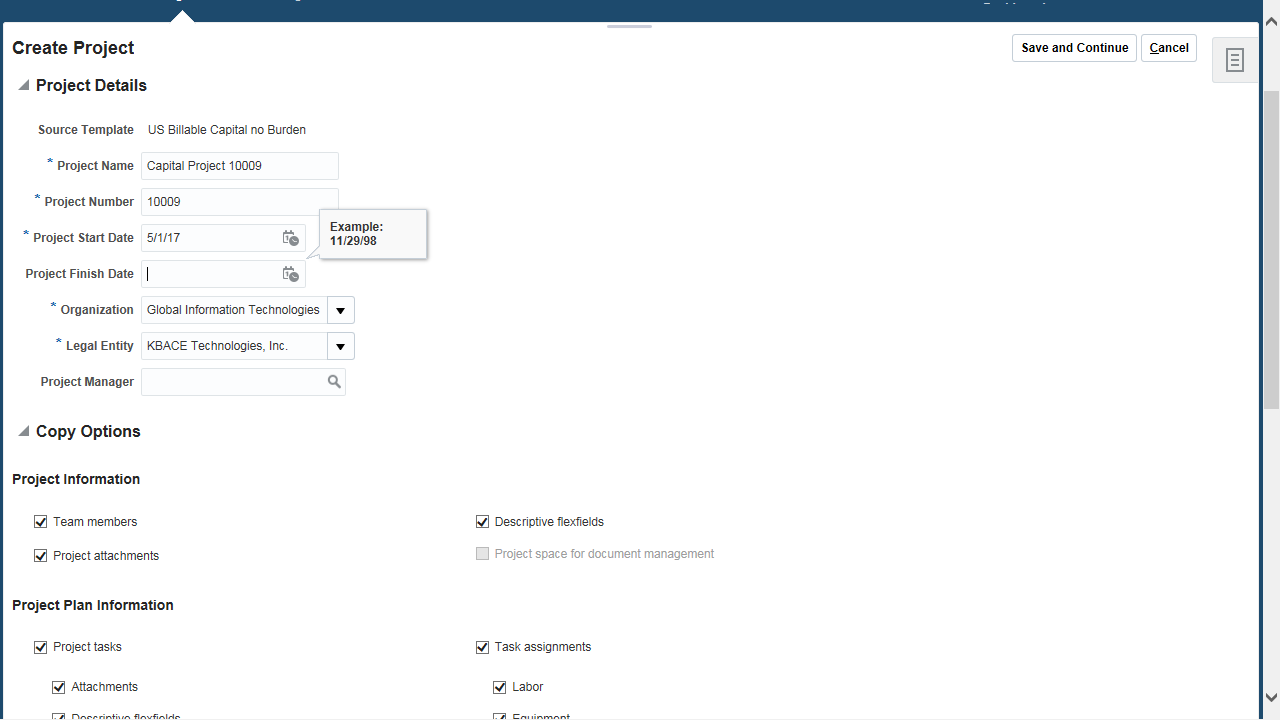 Create Project
Save and Continue
Cancel
Project Details
Source Template US Billable Capital no Burden
* Project Name Capital Project 10009
* Project Number 10009
* Project Start Date 5/1/17
Example:
11/29/98
Project Finish Date
* Organization Global Information Technologies
* Legal Entity KBACE Technologies, Inc.
Project Manager
Copy Options
Project Information
Team members
Descriptive flexfields
Project attachments
Project space for document management
Project Plan Information
Project tasks
Task assignments
Attachments
Labor
Descriptive flexfields
Equipment